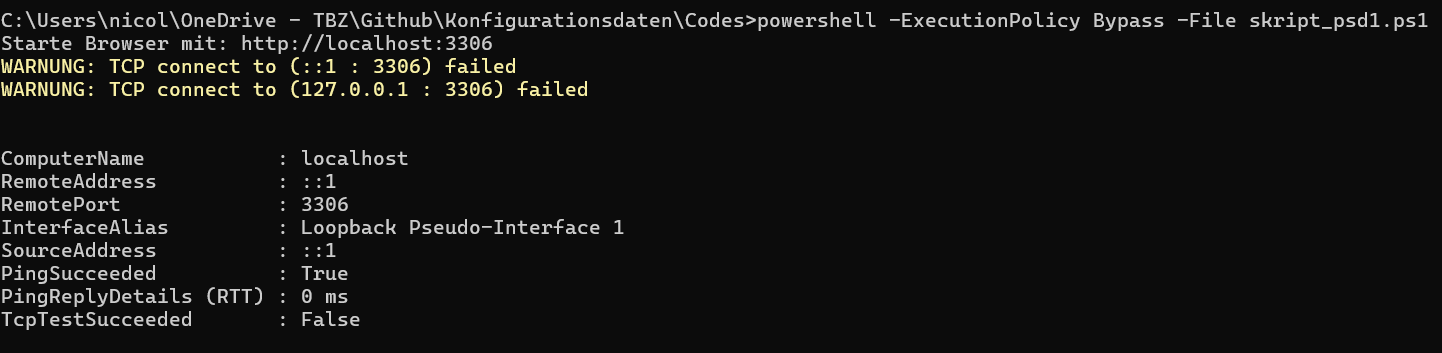 C:\Users\nicol\OneDrive - TBZ\Github\Konfigurationsdaten\Codes>powershell -ExecutionPolicy Bypass -File skript_psd1.ps1
Starte Browser mit: http://localhost:3306
WARNUNG: TCP connect to (::1 : 3306) failed
WARNUNG: TCP connect to (127.0.0.1 : 3306) failed
ComputerName           : localhost
RemoteAddress          : ::1
RemotePort             : 3306
InterfaceAlias         : Loopback Pseudo-Interface 1
SourceAddress          : ::1
PingSucceeded          : True
PingReplyDetails (RTT) : 0 ms
TcpTestSucceeded       : False